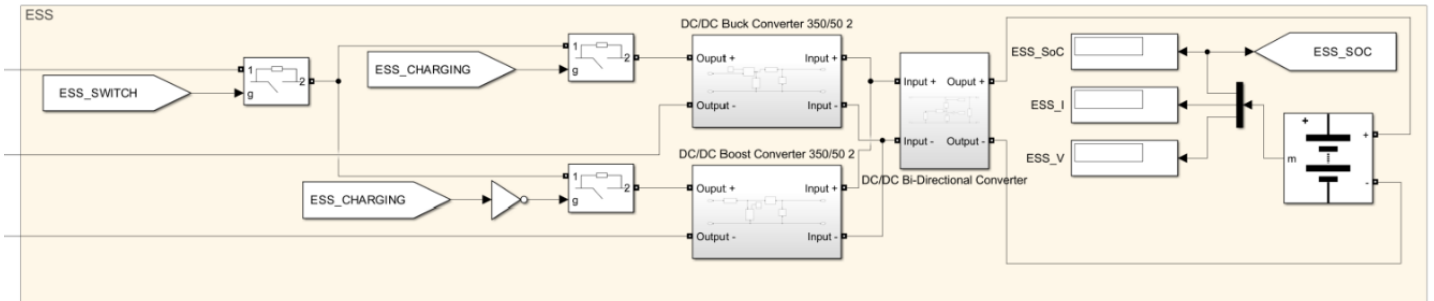 ESS
DC/DC Buck Converter 350/50 2
1
2
g
ESS_SWITCH
ESS_CHARGING
1
2
g
Ouput +
Input +
Output -
Input -
Input +
Ouput +
Input -
Output -
DC/DC Bi-Directional Converter
ESS_SoC
ESS_SOC
ESS_I
ESS_V
m
+
+
-
DC/DC Boost Converter 350/50 2
ESS_CHARGING
1
2
g
Ouput +
Input +
Output -
Input -